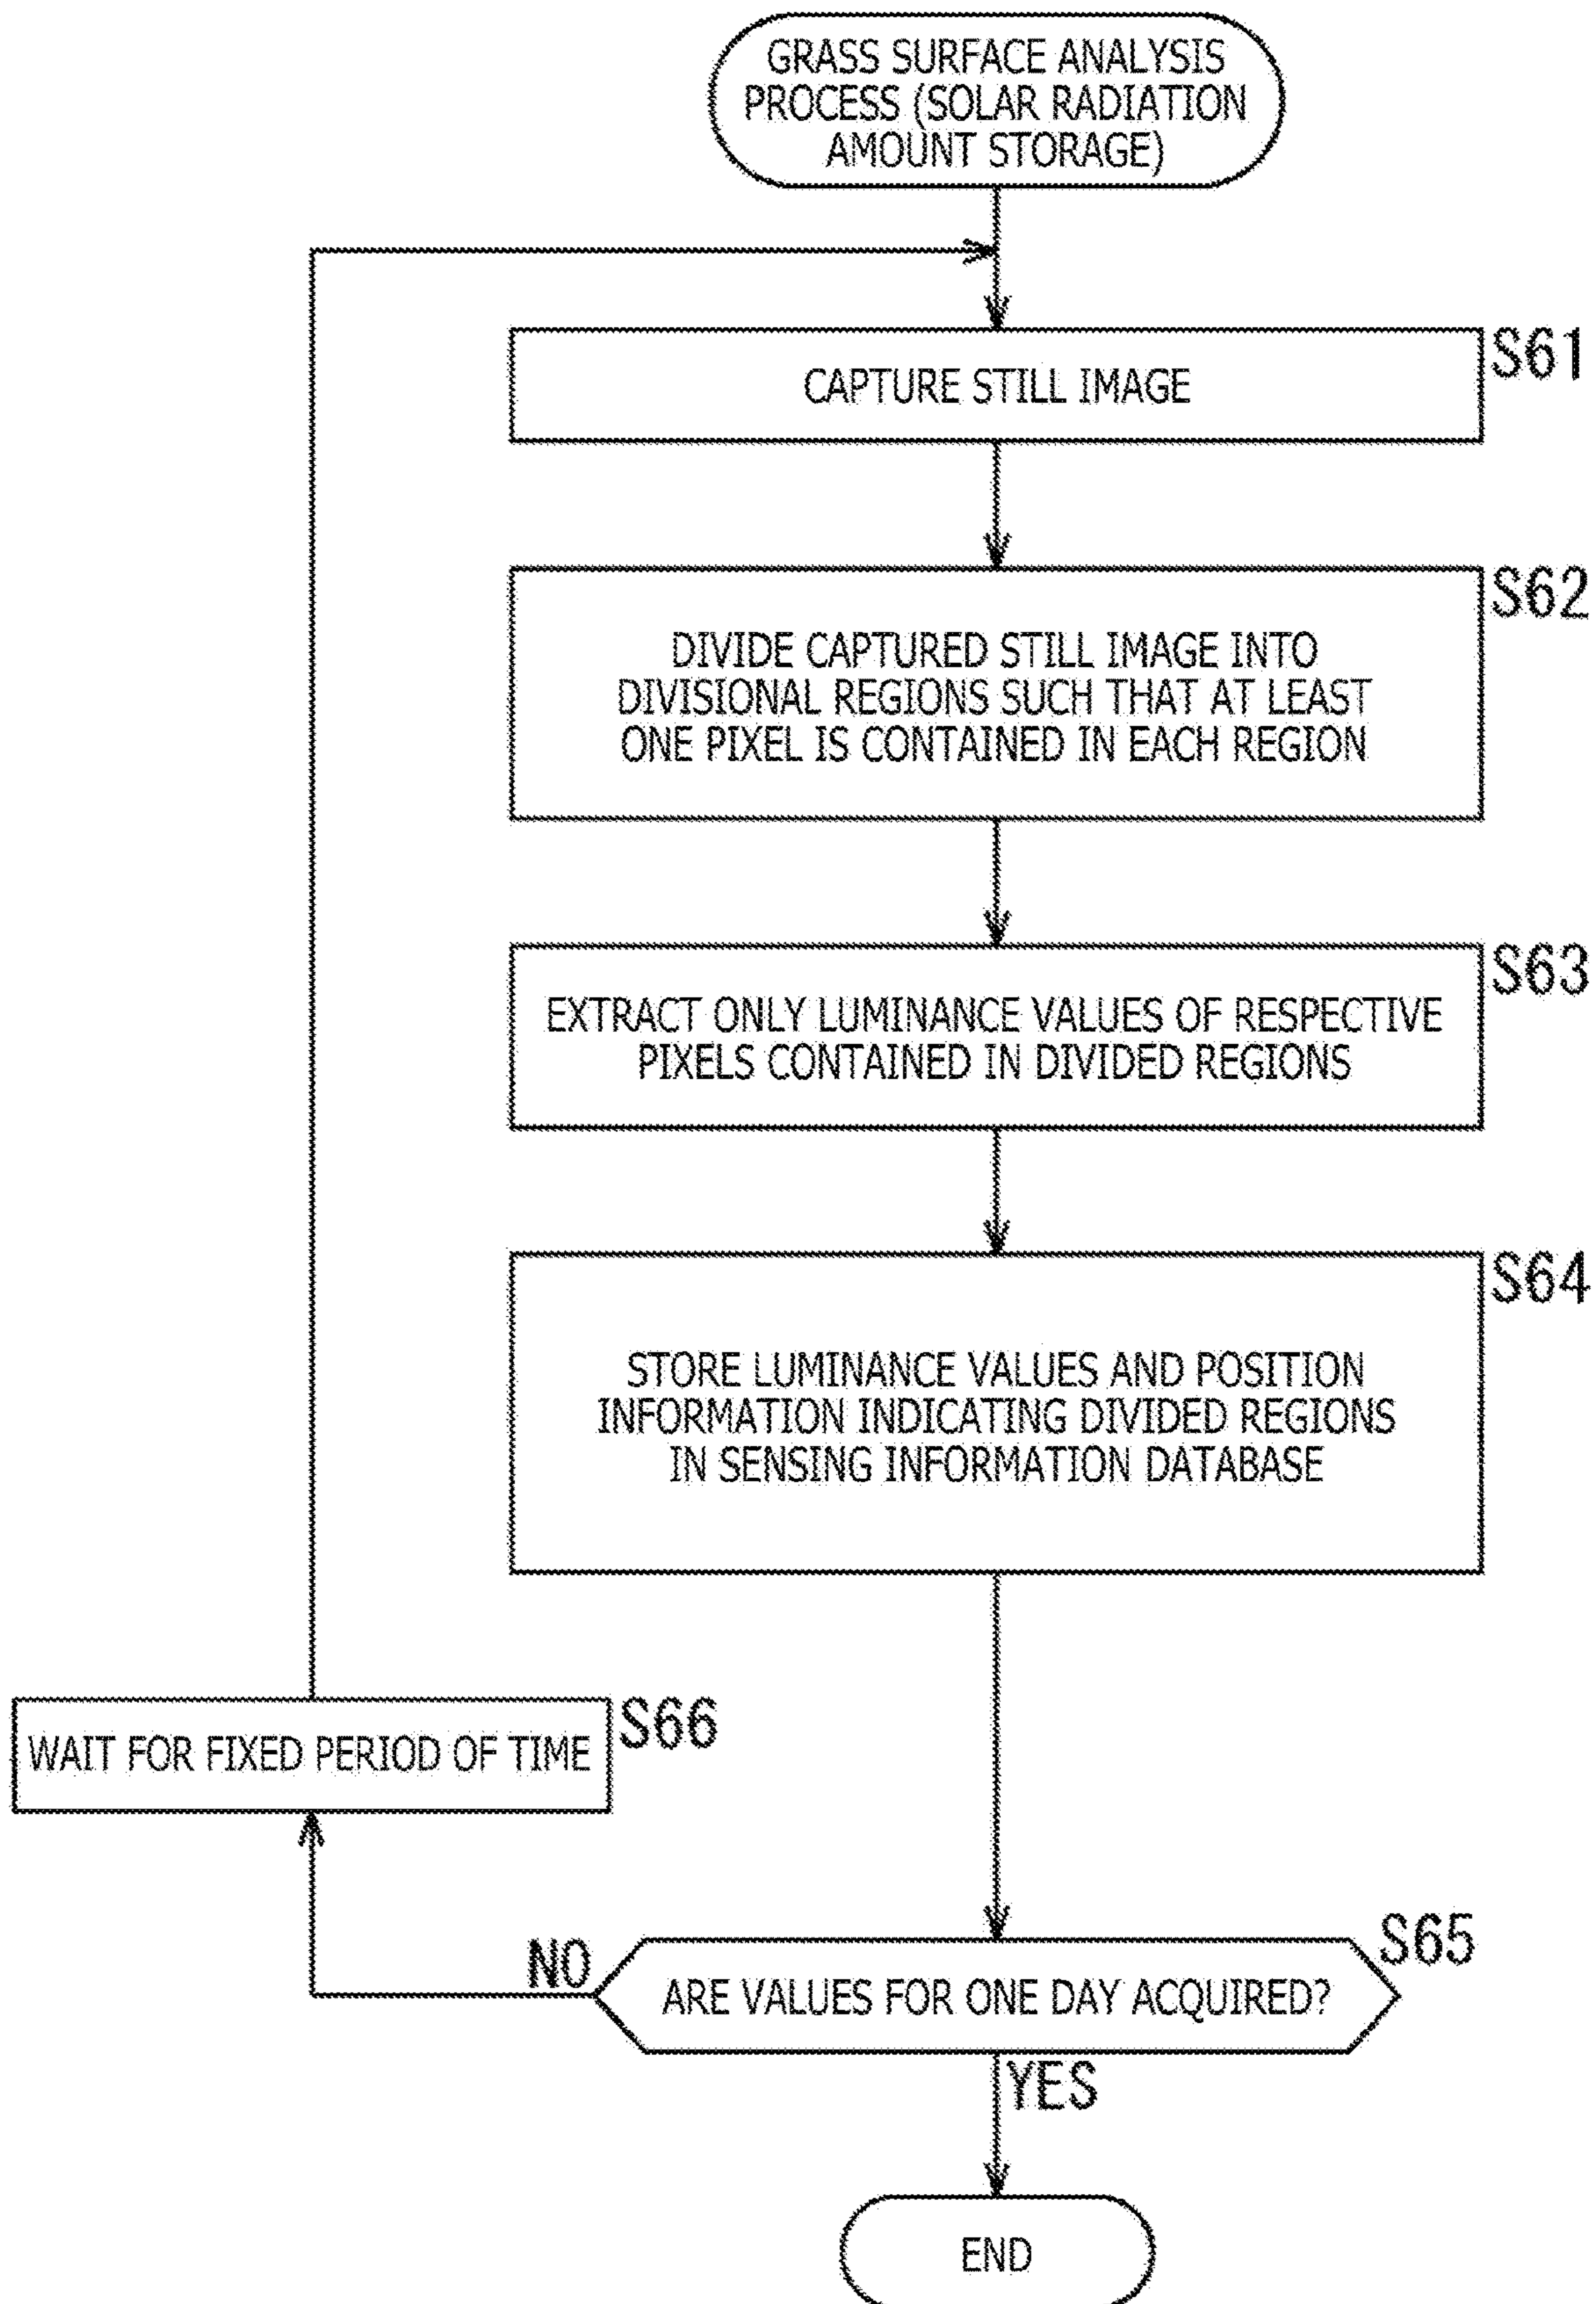 GRASS SURFACE ANALYSIS
PROCESS (SOLAR RADIATION
AMOUNT STORAGE)
S61
CAPTURE STILL IMAGE
S62
DIVIDE CAPTURED STILL IMAGE INTO
DIVISIONAL REGIONS SUCH THAT AT LEAST
ONE PIXEL IS CONTAINED IN EACH REGION
S63
EXTRACT ONLY LUMINANCE VALUES OF RESPECTIVE
PIXELS CONTAINED IN DIVIDED REGIONS
S64
STORE LUMINANCE VALUES AND POSITION
INFORMATION INDICATING DIVIDED REGIONS
IN SENSING INFORMATION DATABASE
S66
WAIT FOR FIXED PERIOD OF TIME
S65
NO
ARE VALUES FOR ONE DAY ACQUIRED?
YES
END